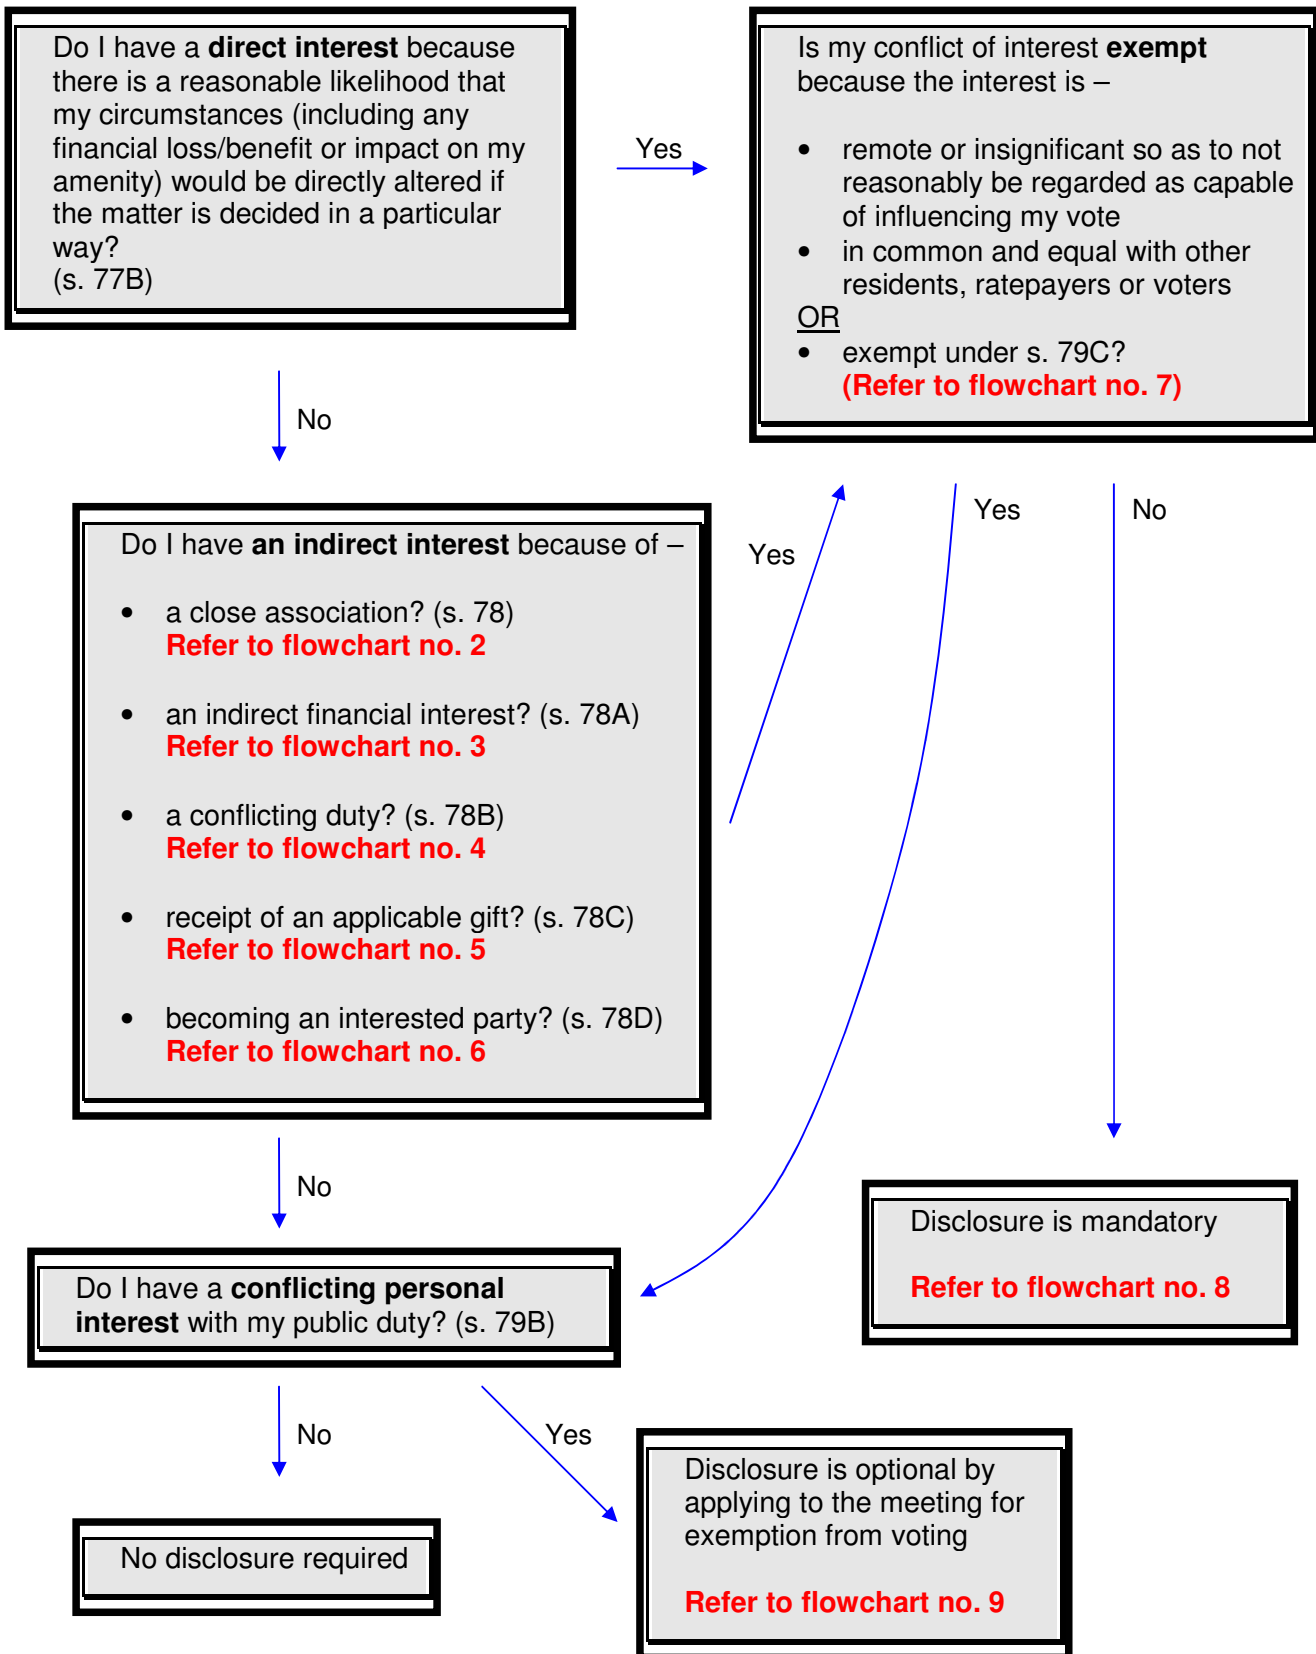 Do I have a direct interest because
there is a reasonable likelihood that
my circumstances (including any
financial loss/benefit or impact on my
amenity) would be directly altered if
the matter is decided in a particular
way?
(s. 77B)
Yes
Is my conflict of interest exempt
because the interest is –
• remote or insignificant so as to not
reasonably be regarded as capable
of influencing my vote
• in common and equal with other
residents, ratepayers or voters
OR
• exempt under s. 79C?
(Refer to flowchart no. 7)
No
Do I have an indirect interest because of –
• a close association? (s. 78)
Refer to flowchart no. 2
• an indirect financial interest? (s. 78A)
Refer to flowchart no. 3
• a conflicting duty? (s. 78B)
Refer to flowchart no. 4
• receipt of an applicable gift? (s. 78C)
Refer to flowchart no. 5
• becoming an interested party? (s. 78D)
Refer to flowchart no. 6
Yes
Yes
No
No
Disclosure is mandatory
Refer to flowchart no. 8
Do I have a conflicting personal
interest with my public duty? (s. 79B)
No
Yes
No disclosure required
Disclosure is optional by
applying to the meeting for
exemption from voting
Refer to flowchart no. 9